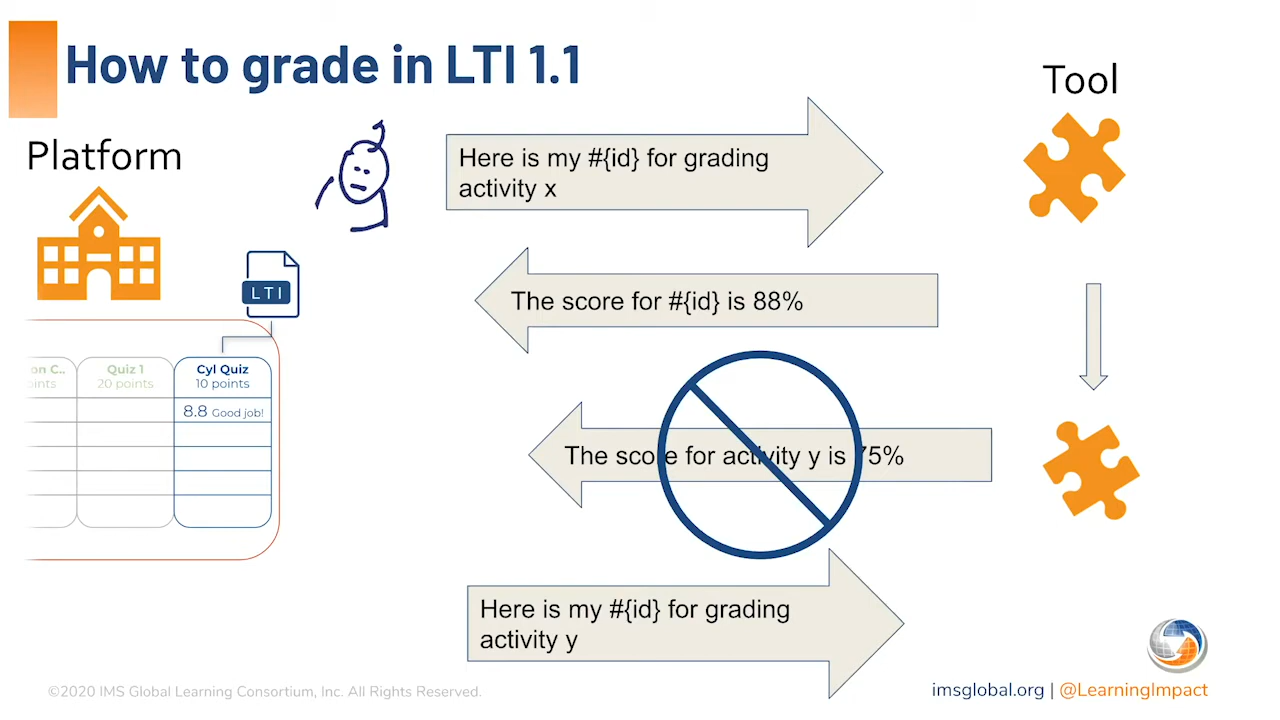 How to grade in LTI 1.1
Tool
Platform
Here is my #{id} for grading
activity x
LTI
The score for #{id} is 88%
on C..
oints
Quiz 1
20 points
Cyl Quiz
10 points
8.8 Good job!
The score for activity y is 75%
Here is my #{id} for grading
activity y
©2020 IMS Global Learning Consortium, Inc. All Rights Reserved.
imsglobal.org | @LearningImpact